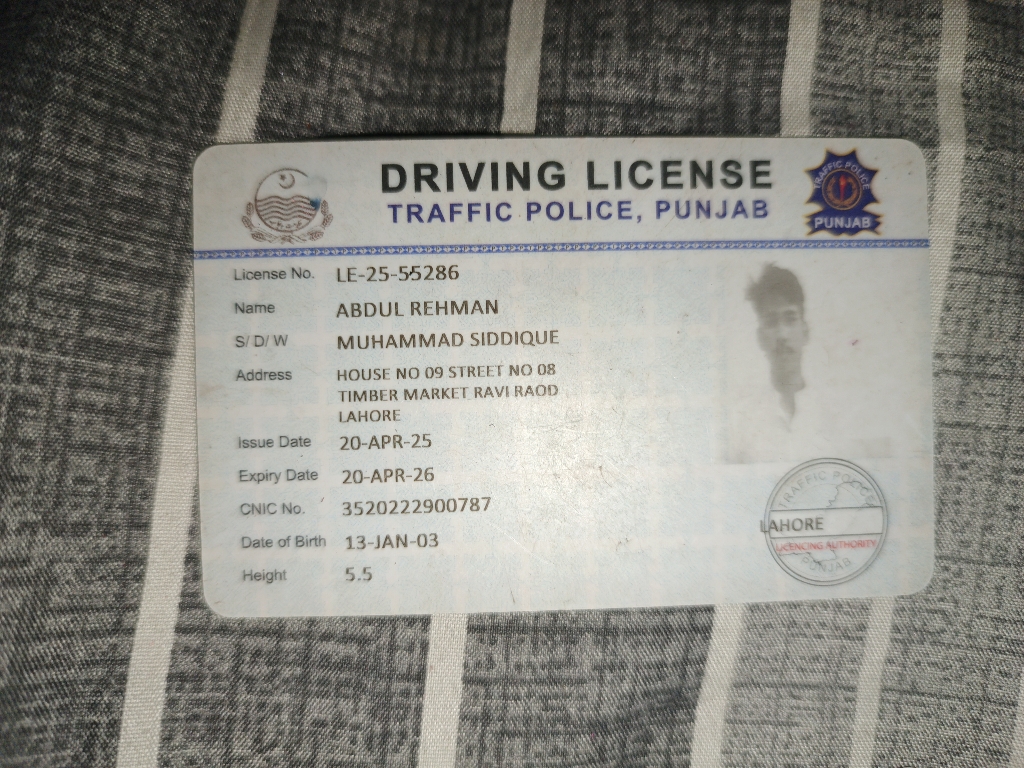 DRIVING LICENSE
TRAFFIC POLICE, PUNJAB
TRAFFIC POLICE
PUNJAB
License No. LE-25-55286
Name ABDUL REHMAN
S/ D/ W MUHAMMAD SIDDIQUE
Address HOUSE NO 09 STREET NO 08
TIMBER MARKET RAVI RAOD
LAHORE
Issue Date 20-APR-25
Expiry Date 20-APR-26
CNIC No. 3520222900787
Date of Birth 13-JAN-03
Height 5.5
TRAFFIC POLICE
LAHORE
LICENCING AUTHORITY
PUNJAB